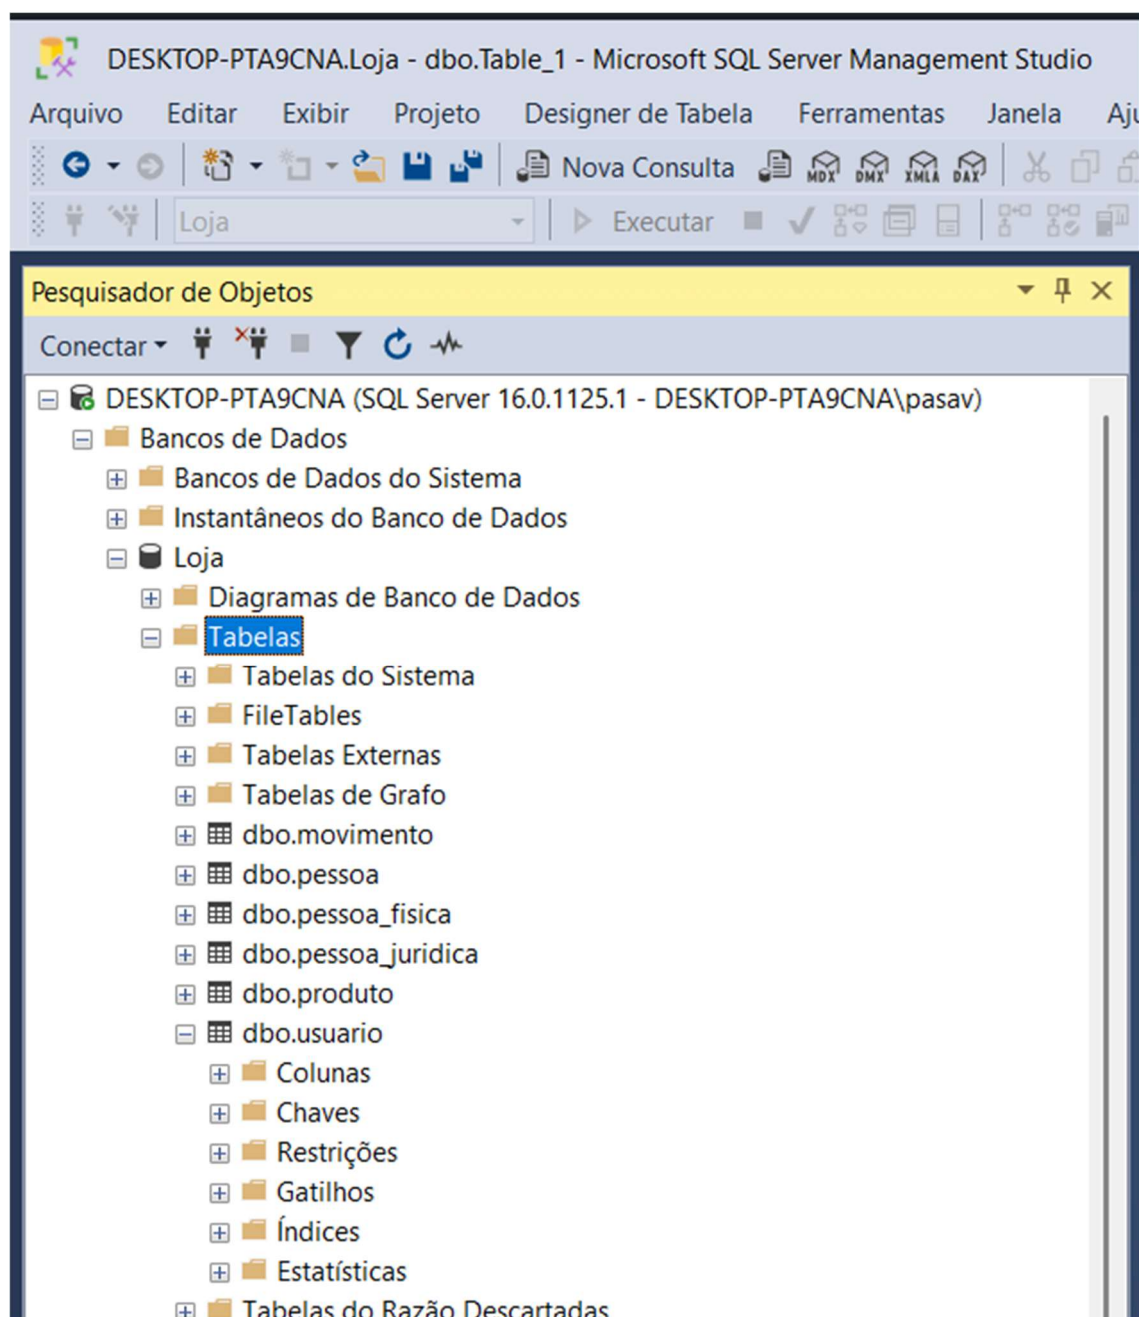 DESKTOP-PTA9CNA.Loja - dbo.Table_1 - Microsoft SQL Server Management Studio
Arquivo Editar Exibir Projeto Designer de Tabela Ferramentas Janela
Nova Consulta MDX DMX XMLA DAX
Loja Executar
Pesquisador de Objetos
Conectar
DESKTOP-PTA9CNA (SQL Server 16.0.1125.1 - DESKTOP-PTA9CNA\pasav)
Bancos de Dados
Bancos de Dados do Sistema
Instantâneos do Banco de Dados
Loja
Diagramas de Banco de Dados
Tabelas
Tabelas do Sistema
FileTables
Tabelas Externas
Tabelas de Grafo
dbo.movimento
dbo.pessoa
dbo.pessoa_fisica
dbo.pessoa_juridica
dbo.produto
dbo.usuario
Colunas
Chaves
Restrições
Gatilhos
Índices
Estatísticas
Tabelas do Razão Descartadas